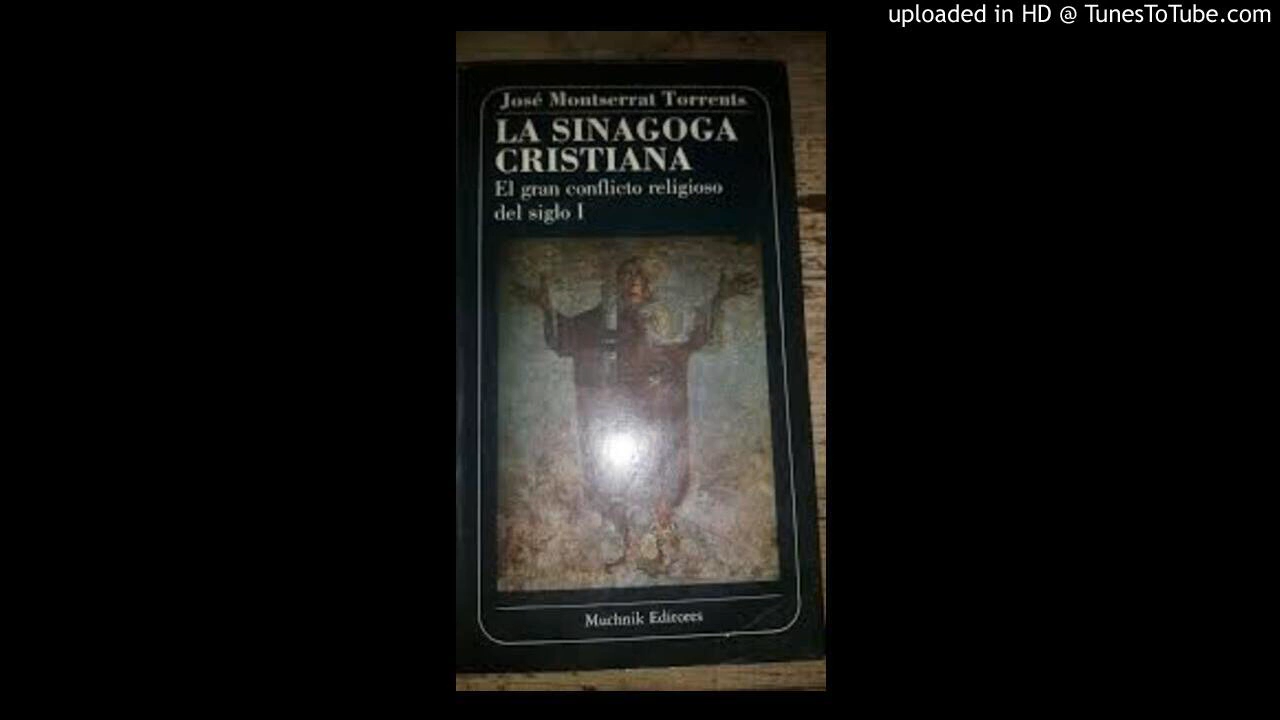 uploaded in HD @ TunesToTube.com
José Montserrat Torrents
LA SINAGOGA
CRISTIANA
El gran conflicto religioso
del siglo I
Muchnik Editores